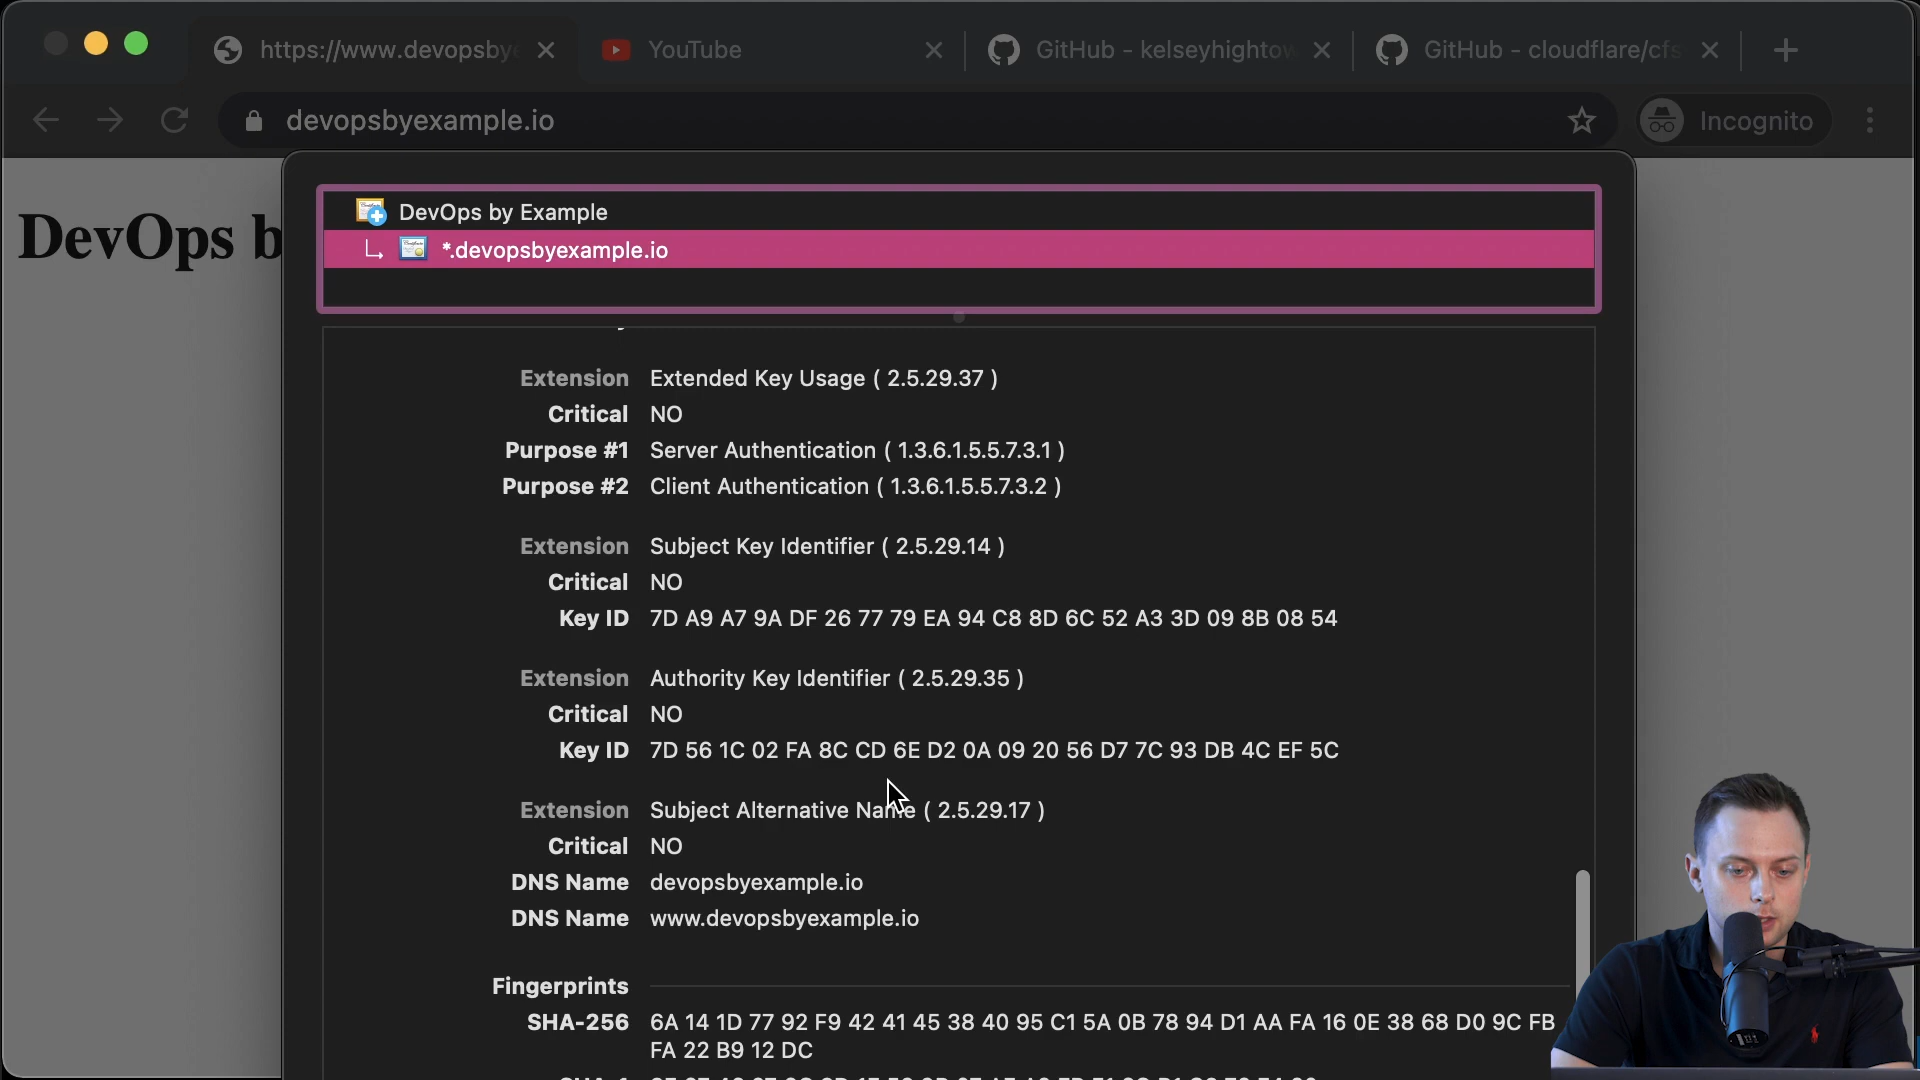 https://www.devopsbye
YouTube
GitHub - kelseyhightow
GitHub - cloudflare/cfs
devopsbyexample.io
Incognito
DevOps b
DevOps by Example
*.devopsbyexample.io
Extension Extended Key Usage ( 2.5.29.37 )
Critical NO
Purpose #1 Server Authentication ( 1.3.6.1.5.5.7.3.1 )
Purpose #2 Client Authentication ( 1.3.6.1.5.5.7.3.2 )
Extension Subject Key Identifier ( 2.5.29.14 )
Critical NO
Key ID 7D A9 A7 9A DF 26 77 79 EA 94 C8 8D 6C 52 A3 3D 09 8B 08 54
Extension Authority Key Identifier ( 2.5.29.35 )
Critical NO
Key ID 7D 56 1C 02 FA 8C CD 6E D2 0A 09 20 56 D7 7C 93 DB 4C EF 5C
Extension Subject Alternative Name ( 2.5.29.17 )
Critical NO
DNS Name devopsbyexample.io
DNS Name www.devopsbyexample.io
Fingerprints
SHA-256 6A 14 1D 77 92 F9 42 41 45 38 40 95 C1 5A 0B 78 94 D1 AA FA 16 0E 38 68 D0 9C FB
FA 22 B9 12 DC